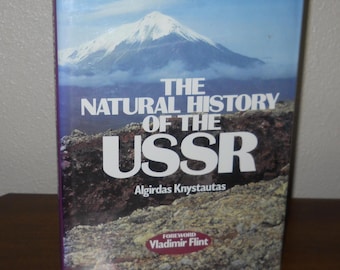 THE
NATURAL HISTORY
OF THE
USSR
Algirdas Knystautas
FOREWORD
Vladimir Flint